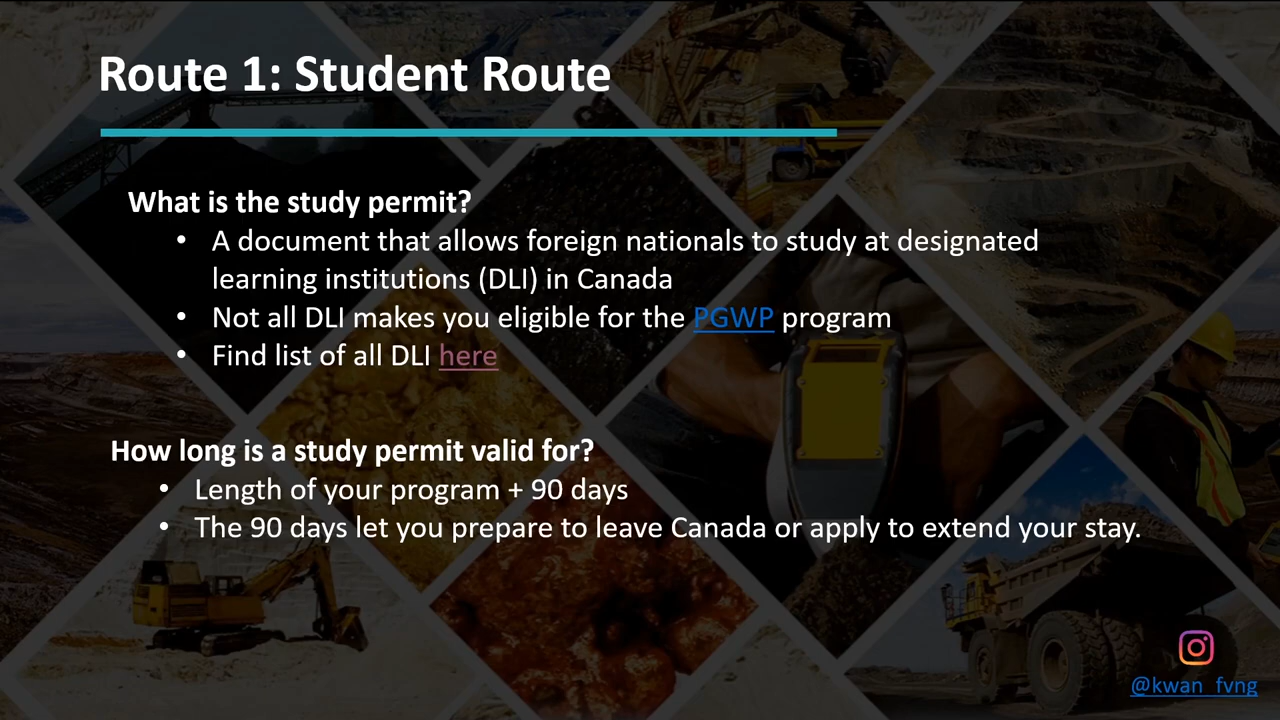 Route 1: Student Route
What is the study permit?
• A document that allows foreign nationals to study at designated
learning institutions (DLI) in Canada
• Not all DLI makes you eligible for the PGWP program
• Find list of all DLI here
How long is a study permit valid for?
• Length of your program + 90 days
• The 90 days let you prepare to leave Canada or apply to extend your stay.
@kwan_fvng